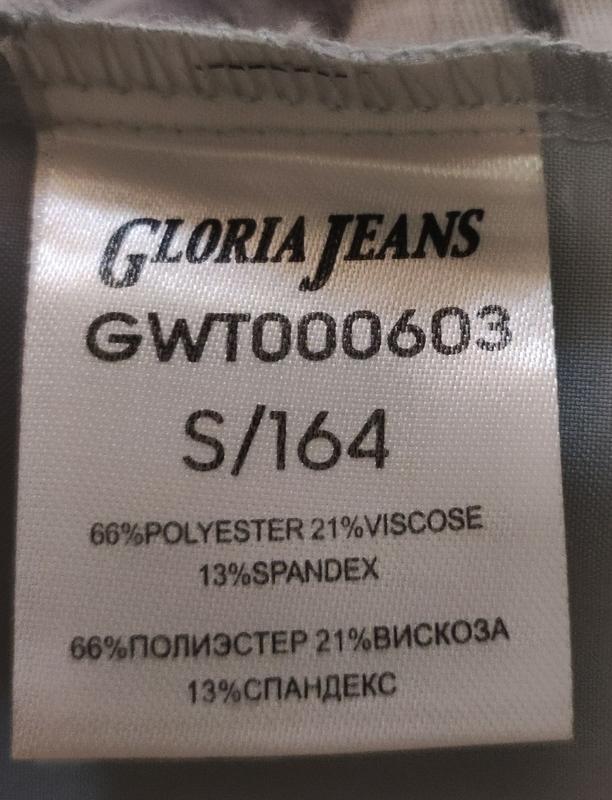 GLORIA JEANS
GWT000603
S/164
66%POLYESTER 21%VISCOSE
13%SPANDEX
66%ПОЛИЭСТЕР 21%ВИСКОЗА
13%СПАНДЕКС